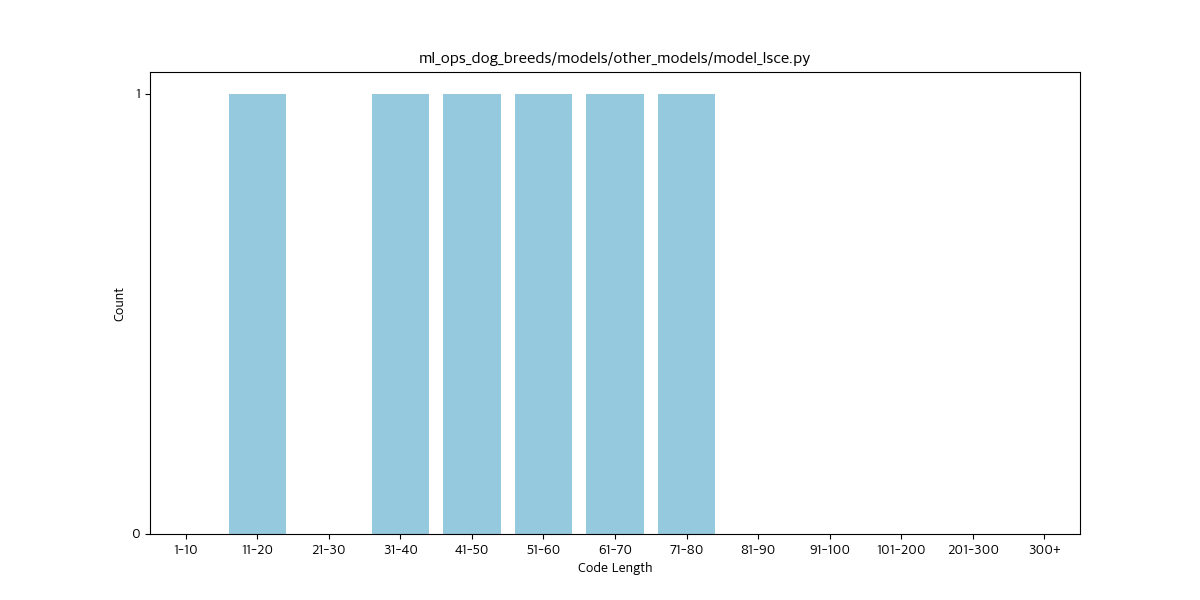 ml_ops_dog_breeds/models/other_models/model_lsce.py
Count
1
0
1-10 11-20 21-30 31-40 41-50 51-60 61-70 71-80 81-90 91-100 101-200 201-300 300+
Code Length